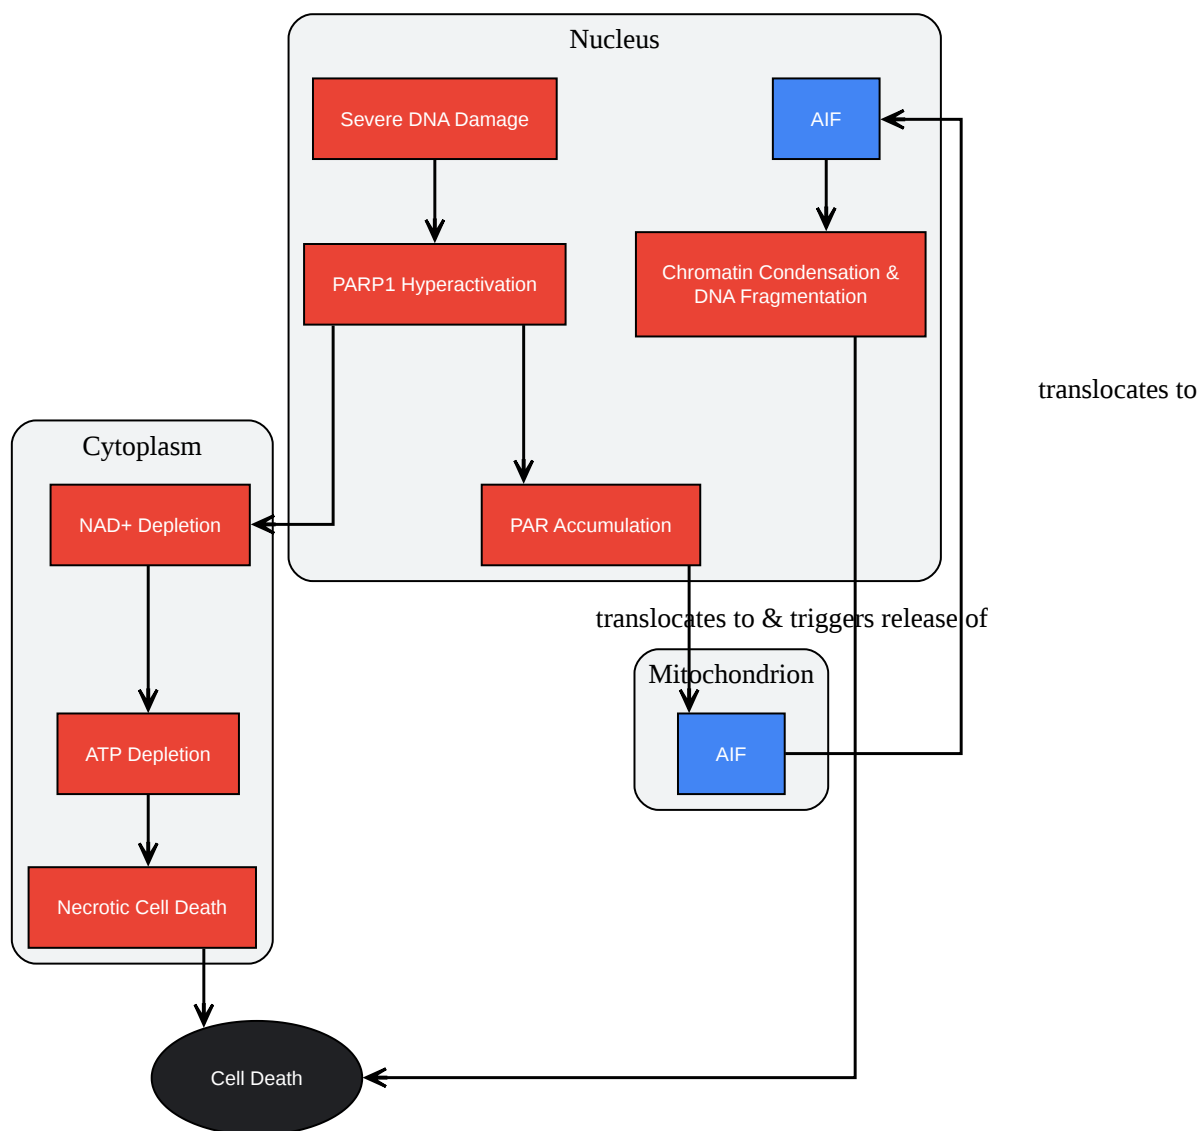 Nucleus
Severe DNA Damage
AIF
PARP1 Hyperactivation
Chromatin Condensation &
DNA Fragmentation
translocates to
Cytoplasm
NAD+ Depletion
PAR Accumulation
translocates to & triggers release of
Mitochondrion
ATP Depletion
AIF
Necrotic Cell Death
Cell Death